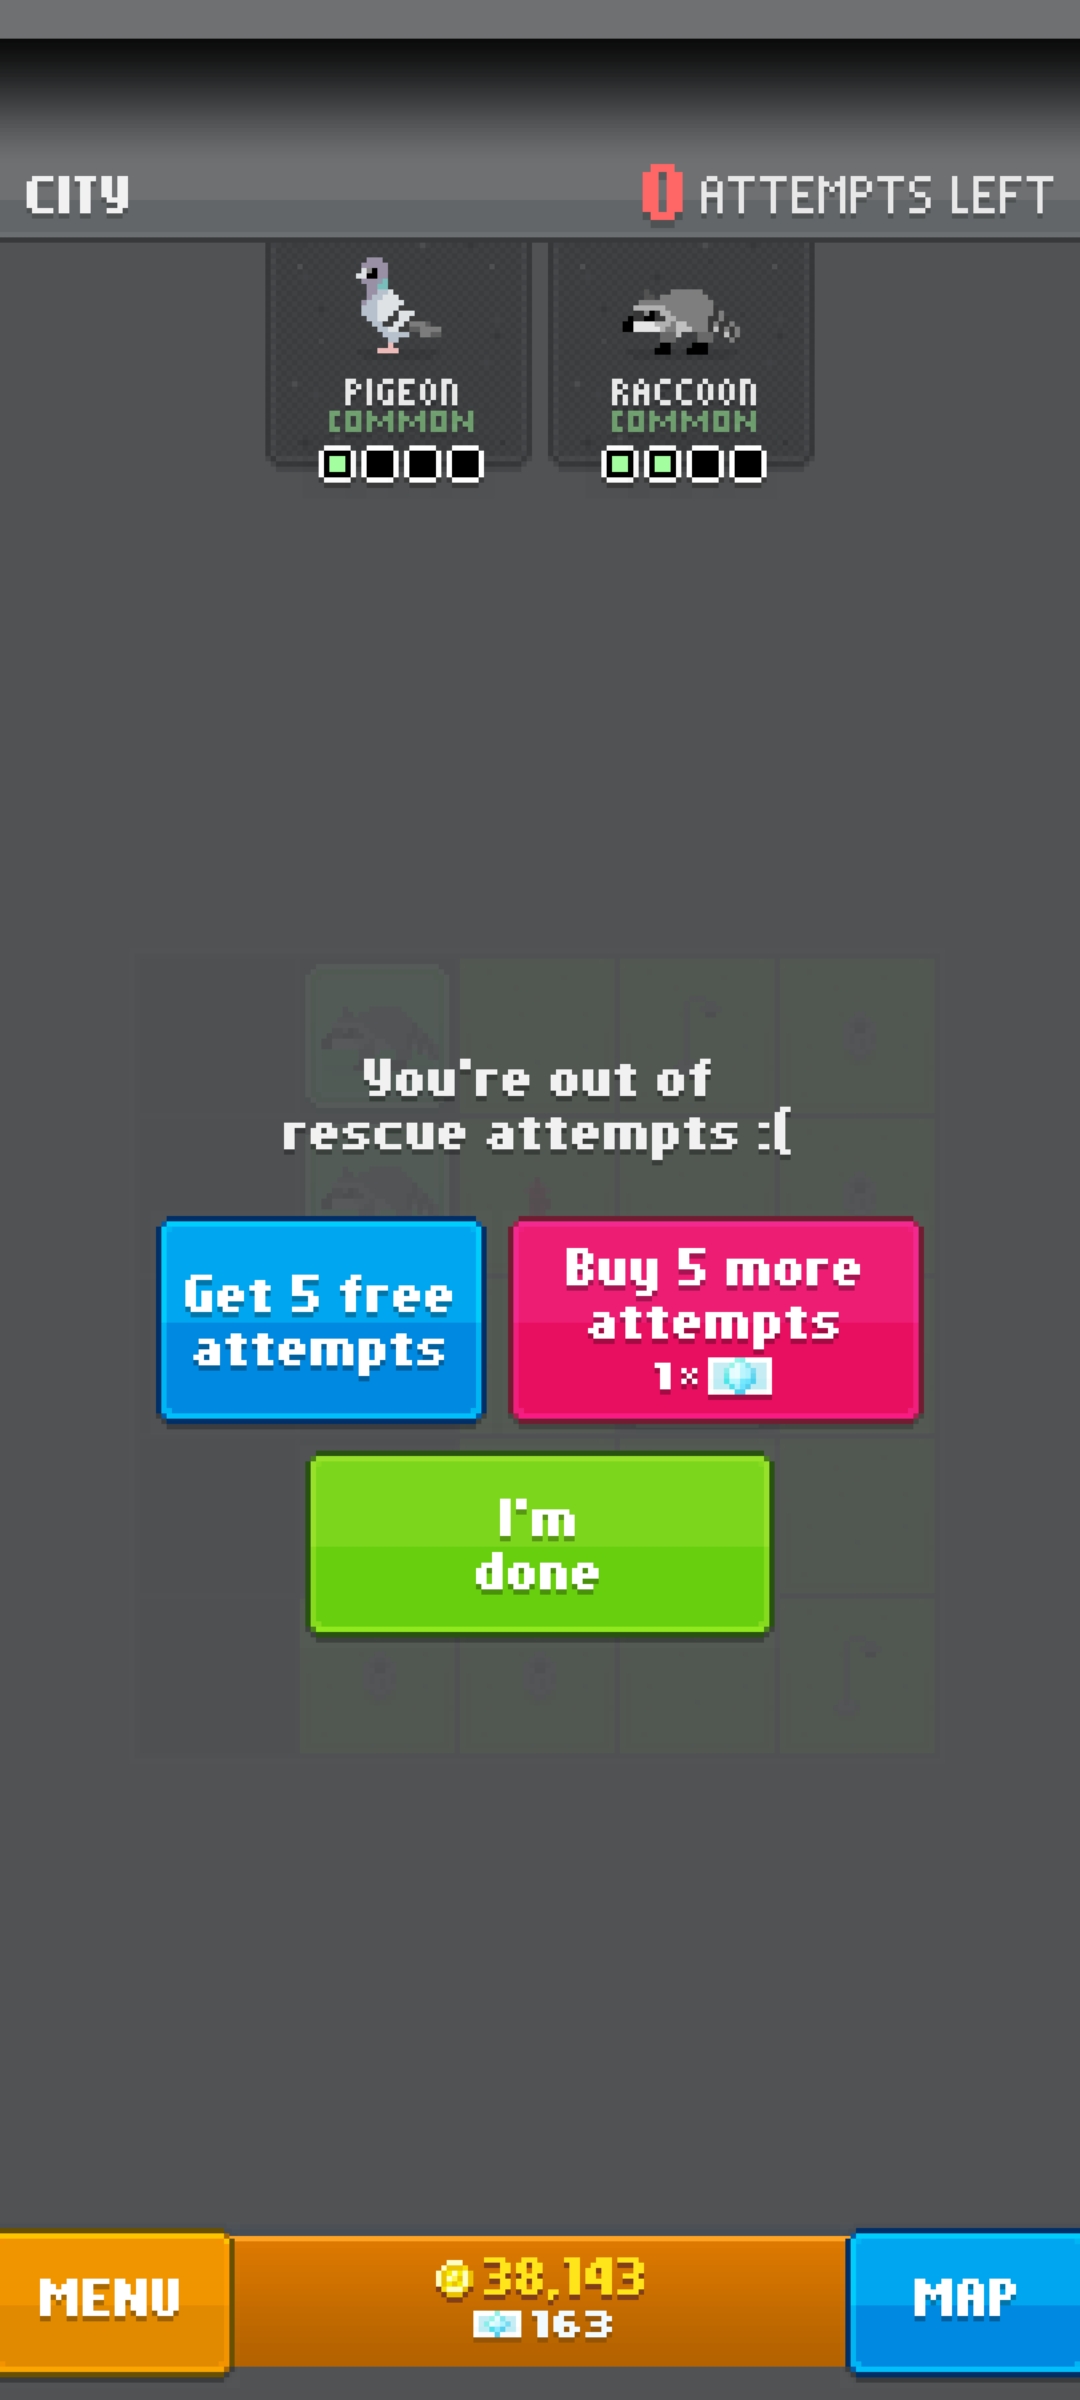 CITY
0 ATTEMPTS LEFT
PIGEON
COMMON
RACCOON
COMMON
You're out of
rescue attempts :(
Get 5 free
attempts
Buy 5 more
attempts
1×
I'm
done
MENU
38,143
163
MAP